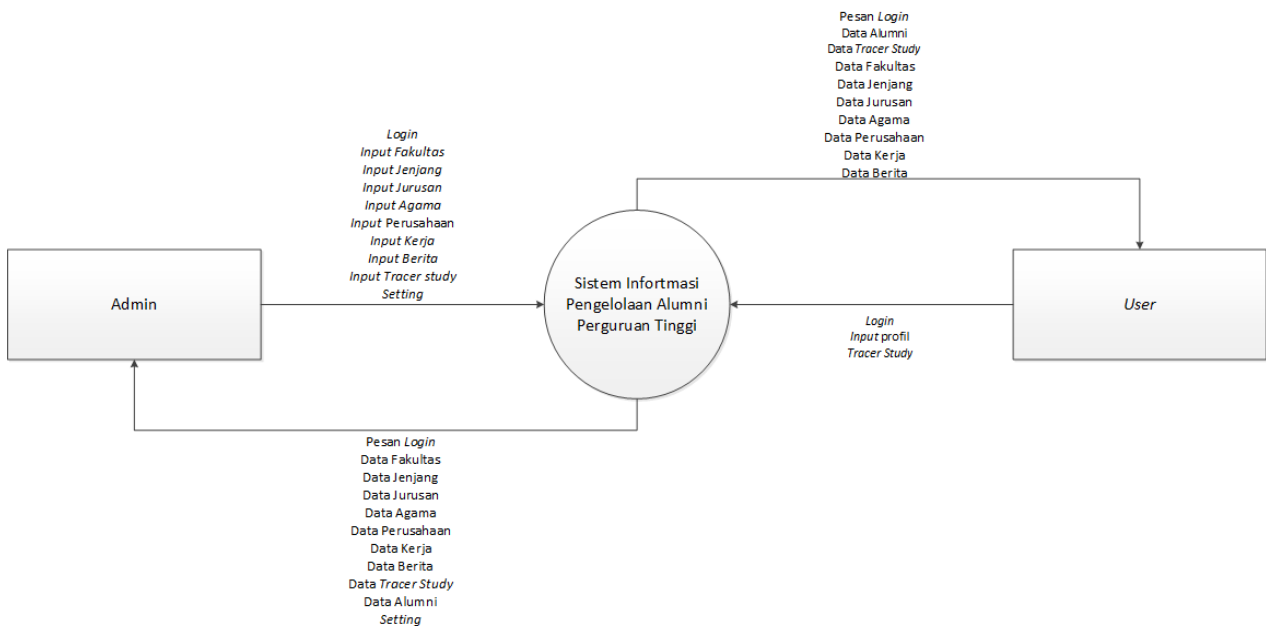 Pesan Login
Data Alumni
Data Tracer Study
Data Fakultas
Data Jenjang
Data Jurusan
Data Agama
Data Perusahaan
Data Kerja
Data Berita
Login
Input Fakultas
Input Jenjang
Input Jurusan
Input Agama
Input Perusahaan
Input Kerja
Input Berita
Input Tracer study
Setting
Admin
Sistem Infortmasi
Pengelolaan Alumni
Perguruan Tinggi
User
Login
Input profil
Tracer Study
Pesan Login
Data Fakultas
Data Jenjang
Data Jurusan
Data Agama
Data Perusahaan
Data Kerja
Data Berita
Data Tracer Study
Data Alumni
Setting